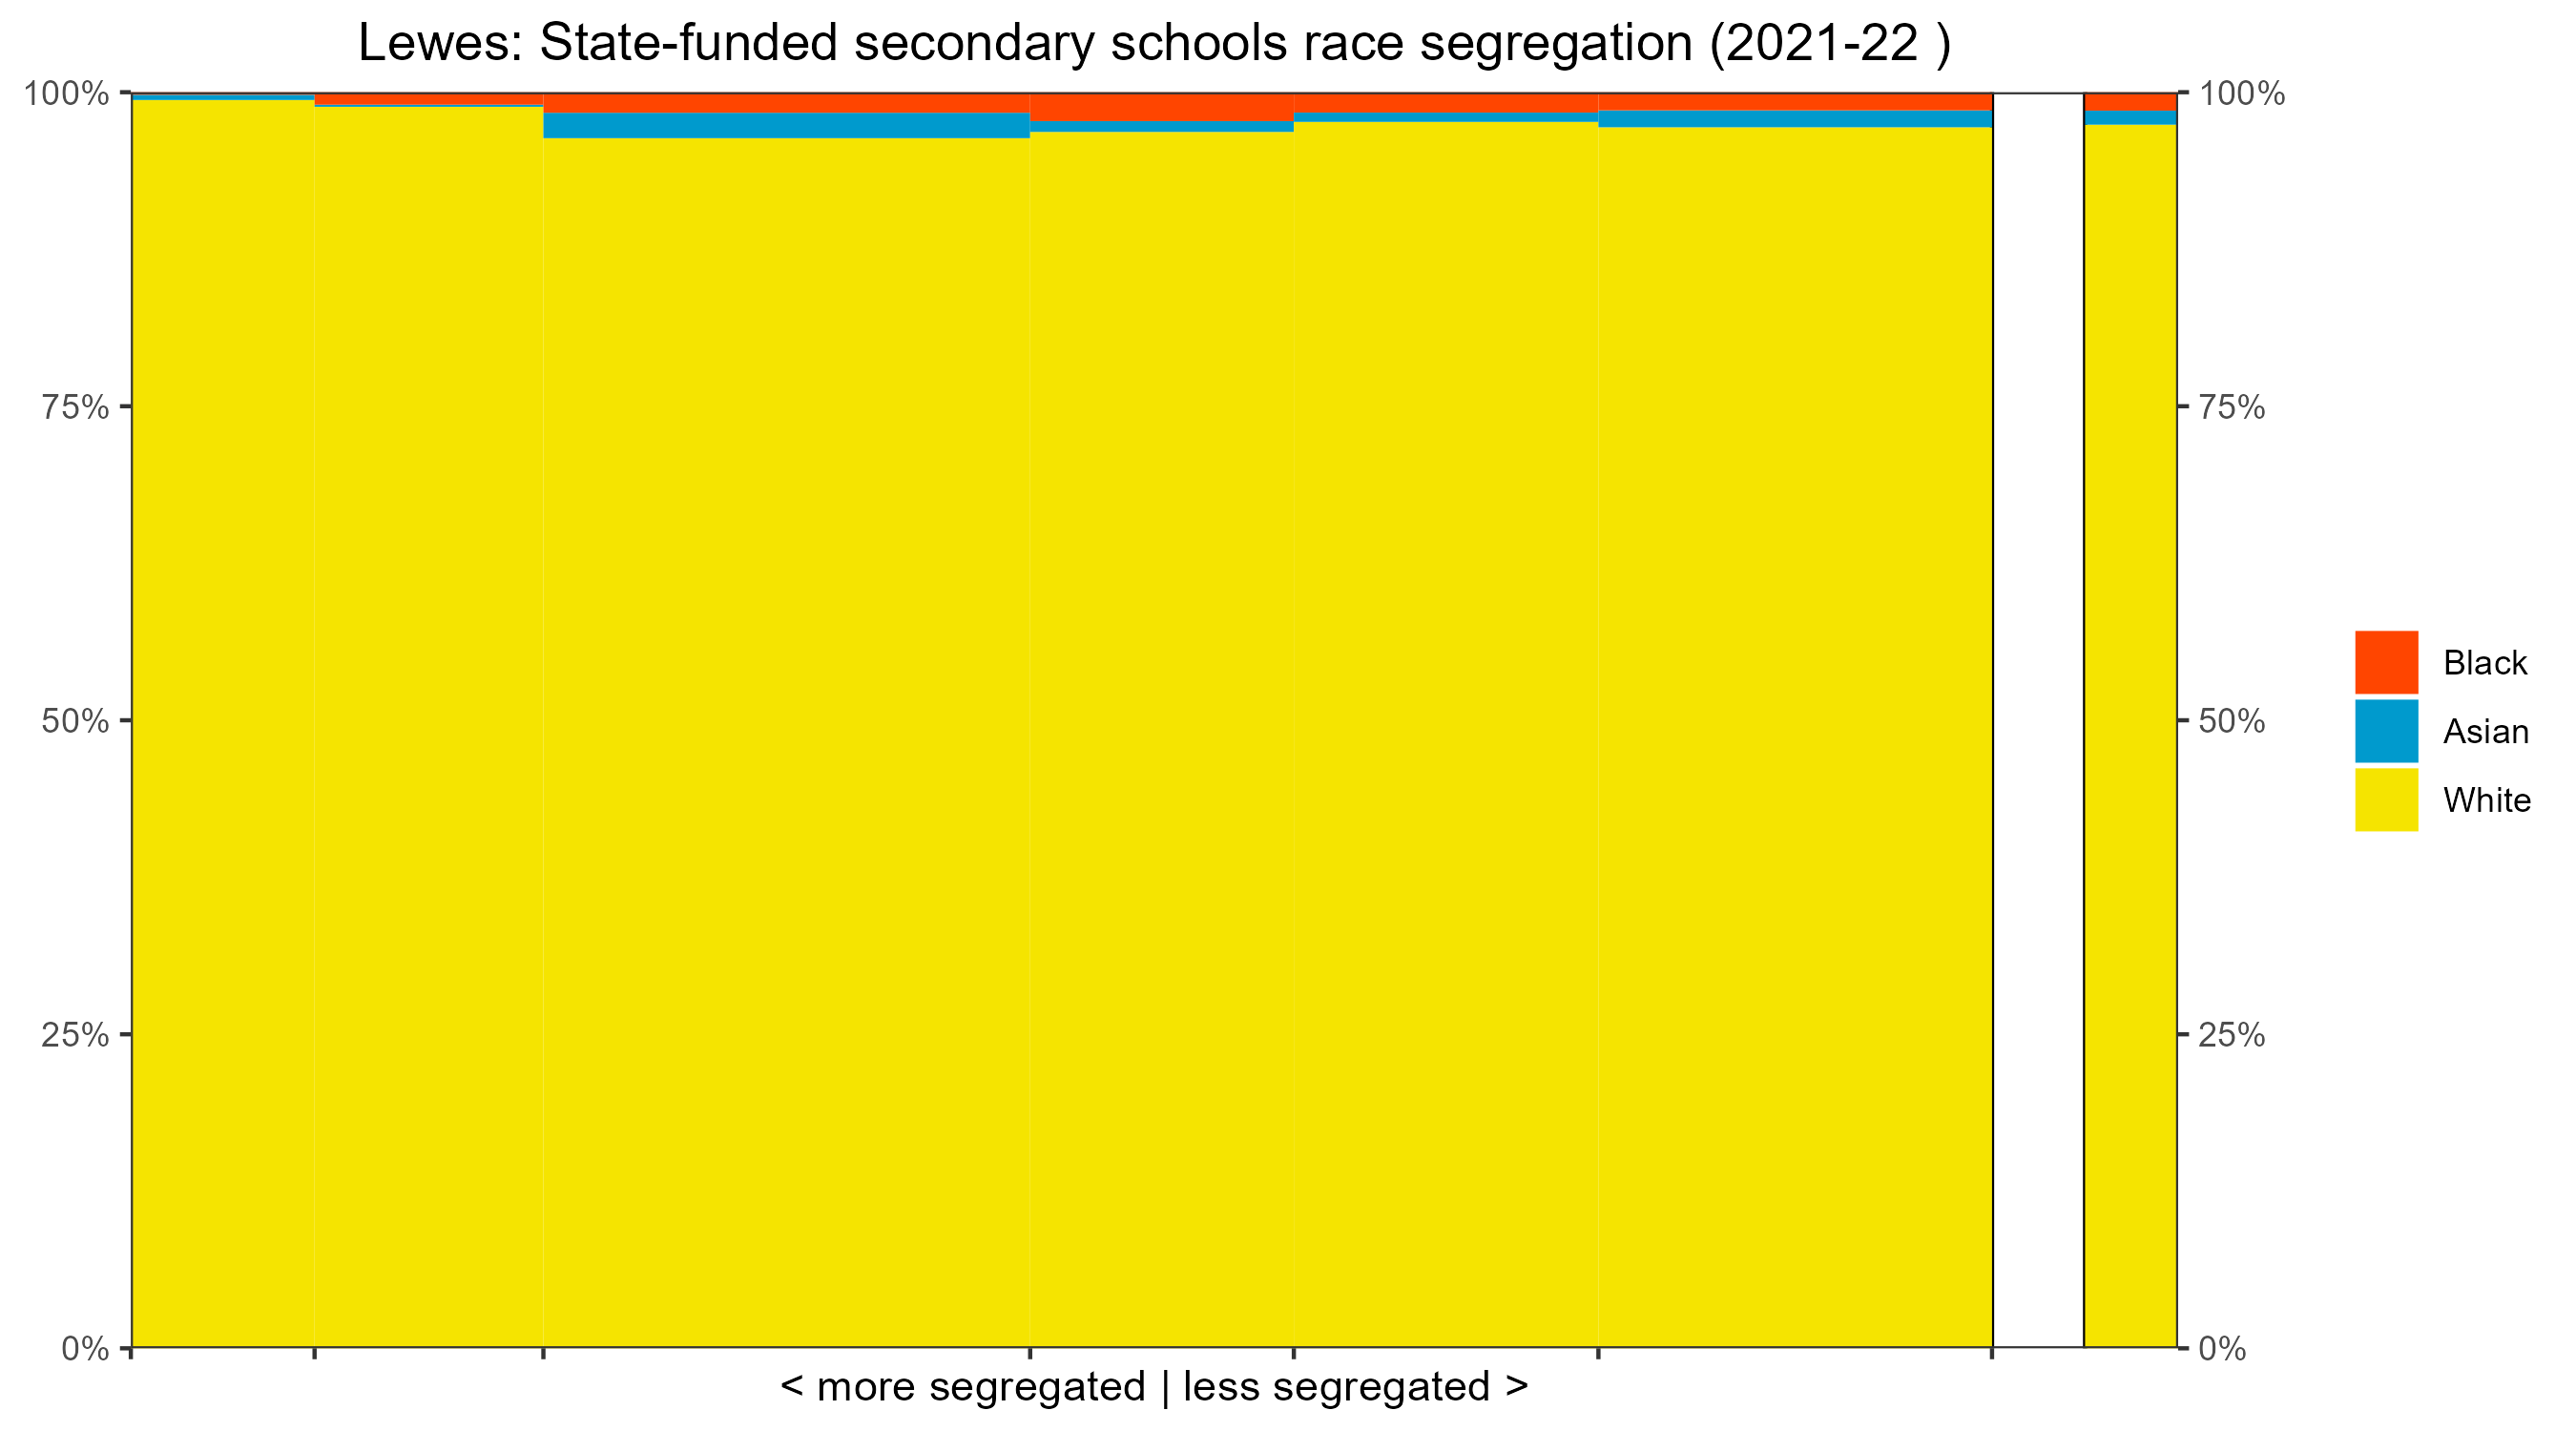 Lewes: State-funded secondary schools race segregation (2021-22 )
100%
100%
75%
75%
50%
50%
25%
25%
0%
0%
Black
Asian
White
< more segregated | less segregated >